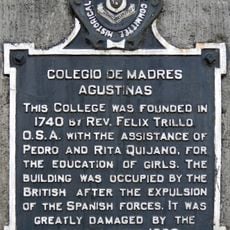 HISTORICAL
COMMITTEE
COLEGIO DE MADRES
AGUSTINAS
THIS COLLEGE WAS FOUNDED IN
1740 BY REV. FELIX TRILLO
O.S.A. WITH THE ASSISTANCE OF
PEDRO AND RITA QUIJANO, FOR
THE EDUCATION OF GIRLS. THE
BUILDING WAS OCCUPIED BY THE
BRITISH AFTER THE EXPULSION
OF THE SPANISH FORCES. IT WAS
GREATLY DAMAGED BY THE